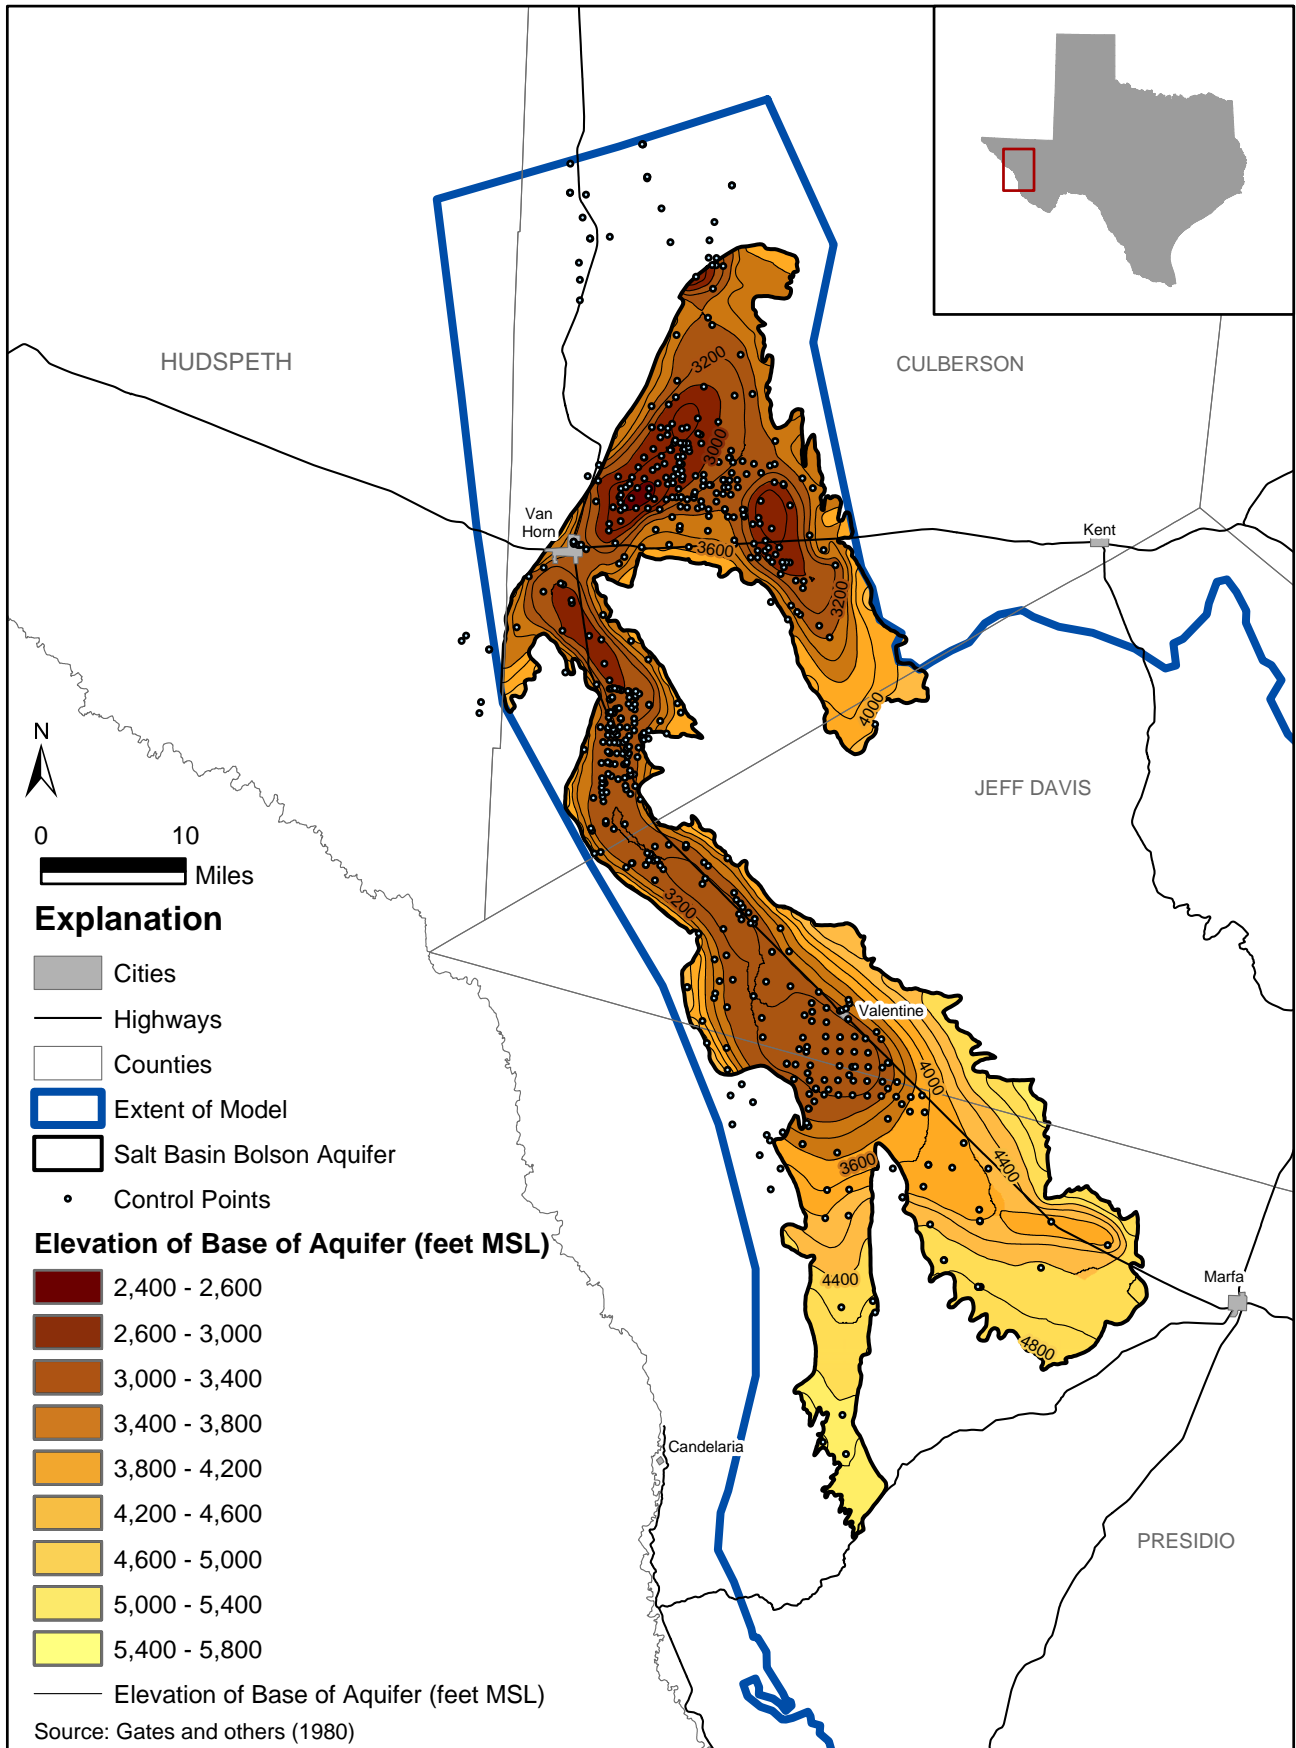 HUDSPETH
CULBERSON
3200
3000
Van
Horn
Kent
3600
3200
4000
N
JEFF DAVIS
0 10
Miles
3200
Valentine
4000
4400
3600
4400
4800
Marfa
Candelaria
PRESIDIO
Explanation
Cities
Highways
Counties
Extent of Model
Salt Basin Bolson Aquifer
Control Points
Elevation of Base of Aquifer (feet MSL)
2,400 - 2,600
2,600 - 3,000
3,000 - 3,400
3,400 - 3,800
3,800 - 4,200
4,200 - 4,600
4,600 - 5,000
5,000 - 5,400
5,400 - 5,800
Elevation of Base of Aquifer (feet MSL)
Source: Gates and others (1980)